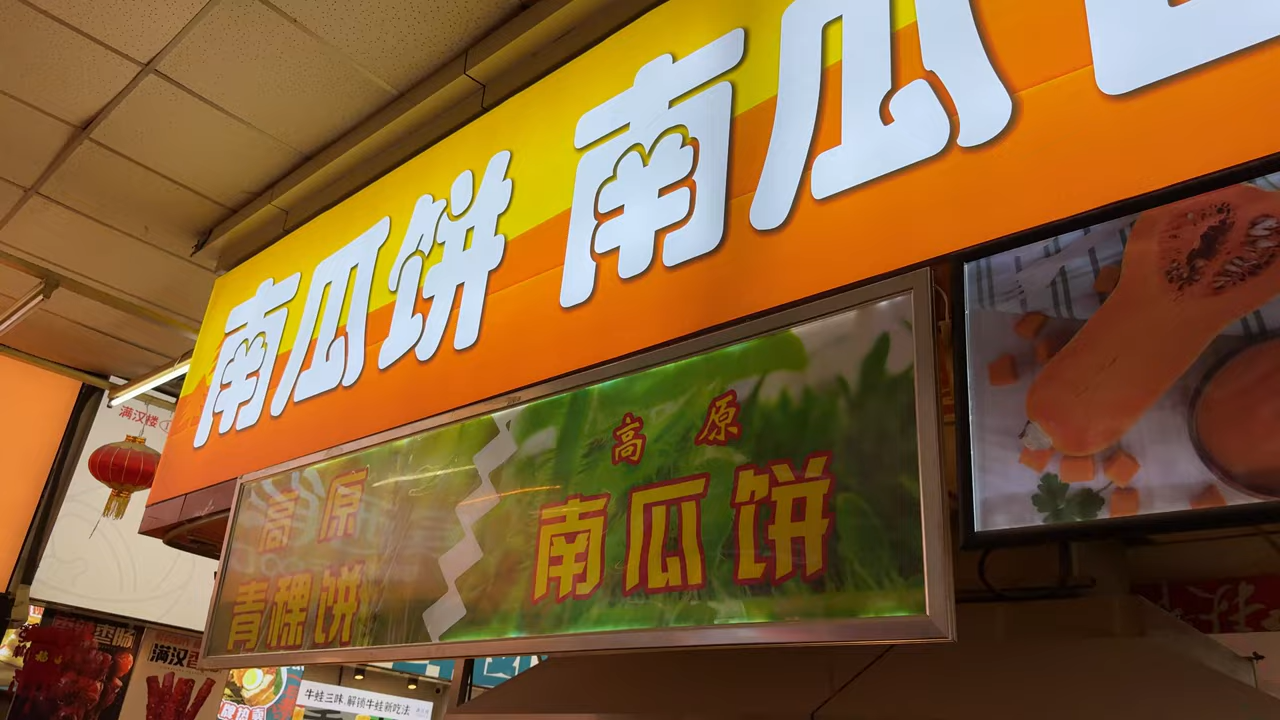 南瓜饼 南瓜
高原
青稞饼
高原
南瓜饼
满汉楼
满汉
牛蛙三味 解锁牛蛙新吃法